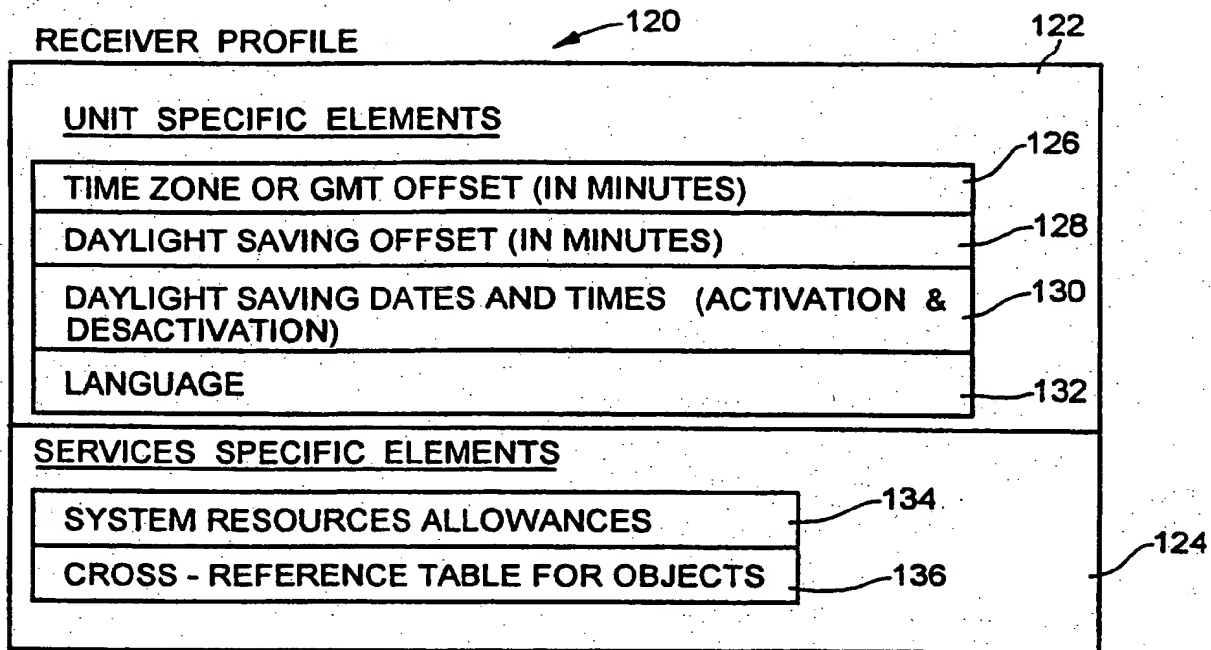 RECEIVER PROFILE
120
122
UNIT SPECIFIC ELEMENTS
126
TIME ZONE OR GMT OFFSET (IN MINUTES)
DAYLIGHT SAVING OFFSET (IN MINUTES)
128
DAYLIGHT SAVING DATES AND TIMES (ACTIVATION &
DESACTIVATION)
130
LANGUAGE
132
SERVICES SPECIFIC ELEMENTS
SYSTEM RESOURCES ALLOWANCES
134
124
CROSS - REFERENCE TABLE FOR OBJECTS
136